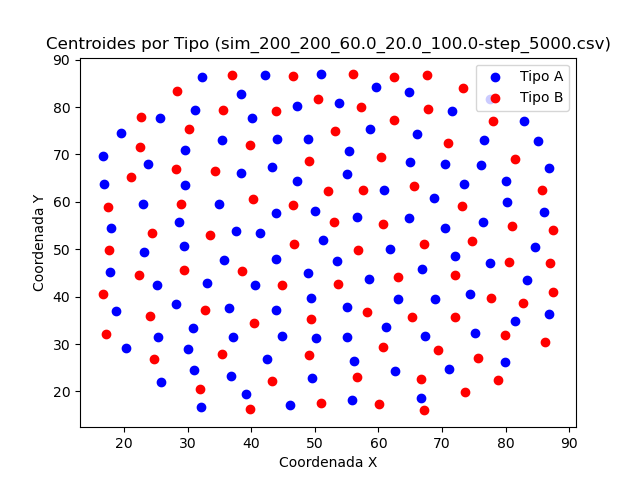 Centroides por Tipo (sim_200_200_60.0_20.0_100.0-step_5000.csv)
Tipo A
Tipo B
90
80
70
60
50
40
30
20
Coordenada Y
20 30 40 50 60 70 80 90
Coordenada X